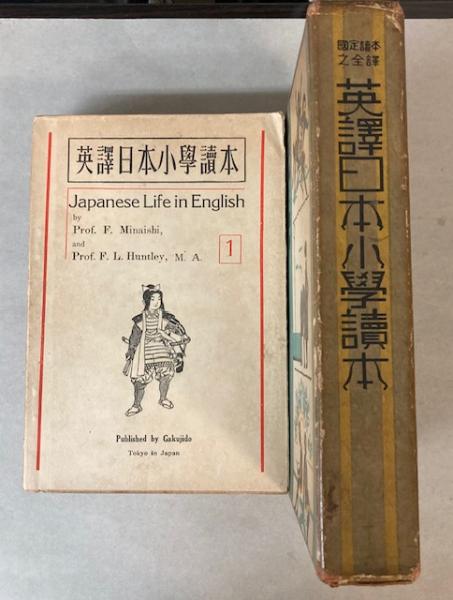 英譯日本小學讀本
Japanese Life in English
by
Prof. F. Minaishi,
and
Prof. F. L. Huntley, M. A.
1
Published by Gakujido
Tokyo in Japan
國定讀本
之全譯
英譯日本小學讀本